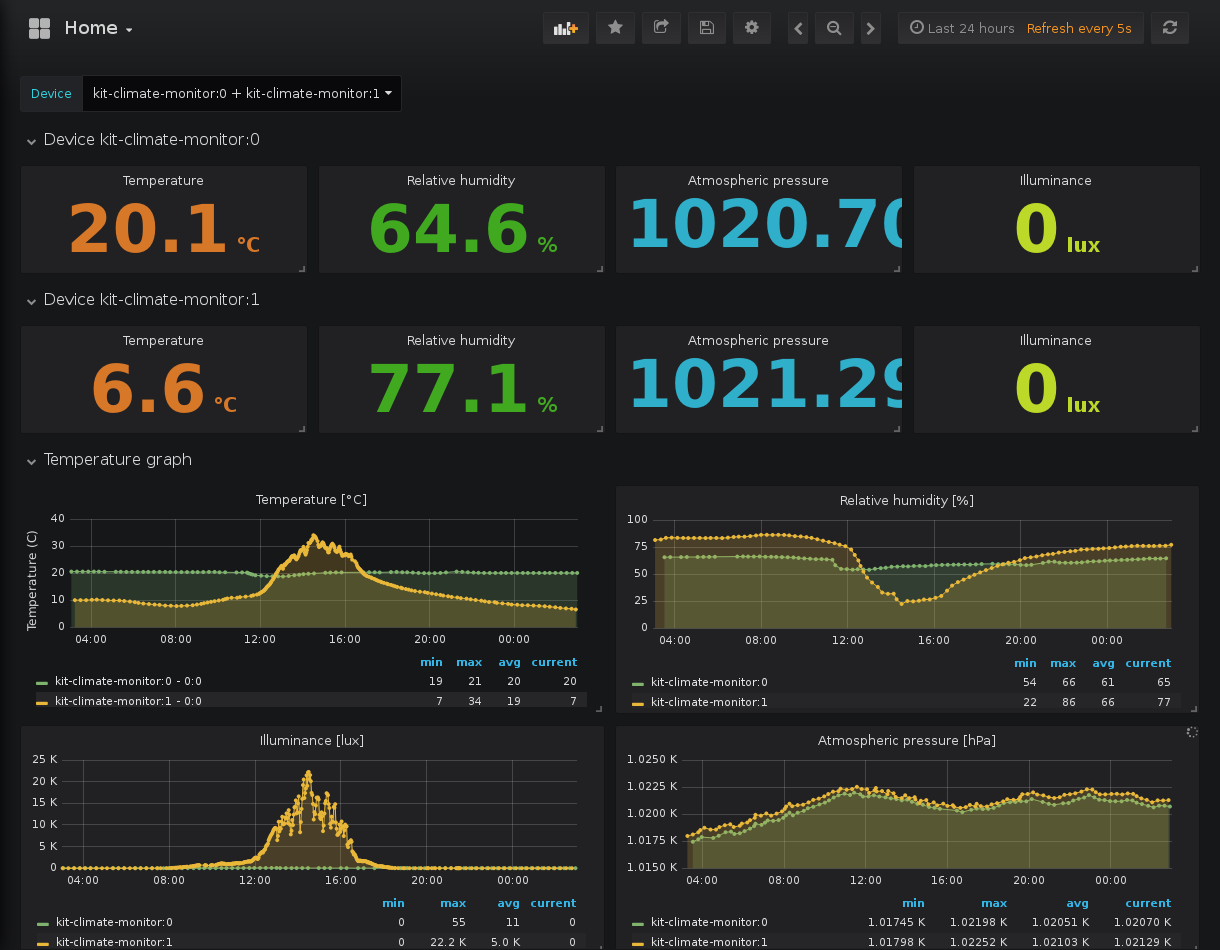 Home
Last 24 hours Refresh every 5s
Device kit-climate-monitor:0 + kit-climate-monitor:1
Device kit-climate-monitor:0
Temperature Relative humidity Atmospheric pressure Illuminance
20.1 °C 64.6 % 1020.70 0 lux
Device kit-climate-monitor:1
Temperature Relative humidity Atmospheric pressure Illuminance
6.6 °C 77.1 % 1021.29 0 lux
Temperature graph
Temperature [°C]
Temperature (C)
40
30
20
10
0
04:00 08:00 12:00 16:00 20:00 00:00
min max avg current
kit-climate-monitor:0 - 0:0 19 21 20 20
kit-climate-monitor:1 - 0:0 7 34 19 7
Relative humidity [%]
100
75
50
25
0
04:00 08:00 12:00 16:00 20:00 00:00
min max avg current
kit-climate-monitor:0 54 66 61 65
kit-climate-monitor:1 22 86 66 77
Illuminance [lux]
25 K
20 K
15 K
10 K
5 K
0
04:00 08:00 12:00 16:00 20:00 00:00
min max avg current
kit-climate-monitor:0 0 55 11 0
kit-climate-monitor:1 0 22.2 K 5.0 K 0
Atmospheric pressure [hPa]
1.0250 K
1.0225 K
1.0200 K
1.0175 K
1.0150 K
04:00 08:00 12:00 16:00 20:00 00:00
min max avg current
kit-climate-monitor:0 1.01745 K 1.02198 K 1.02051 K 1.02070 K
kit-climate-monitor:1 1.01798 K 1.02252 K 1.02103 K 1.02129 K